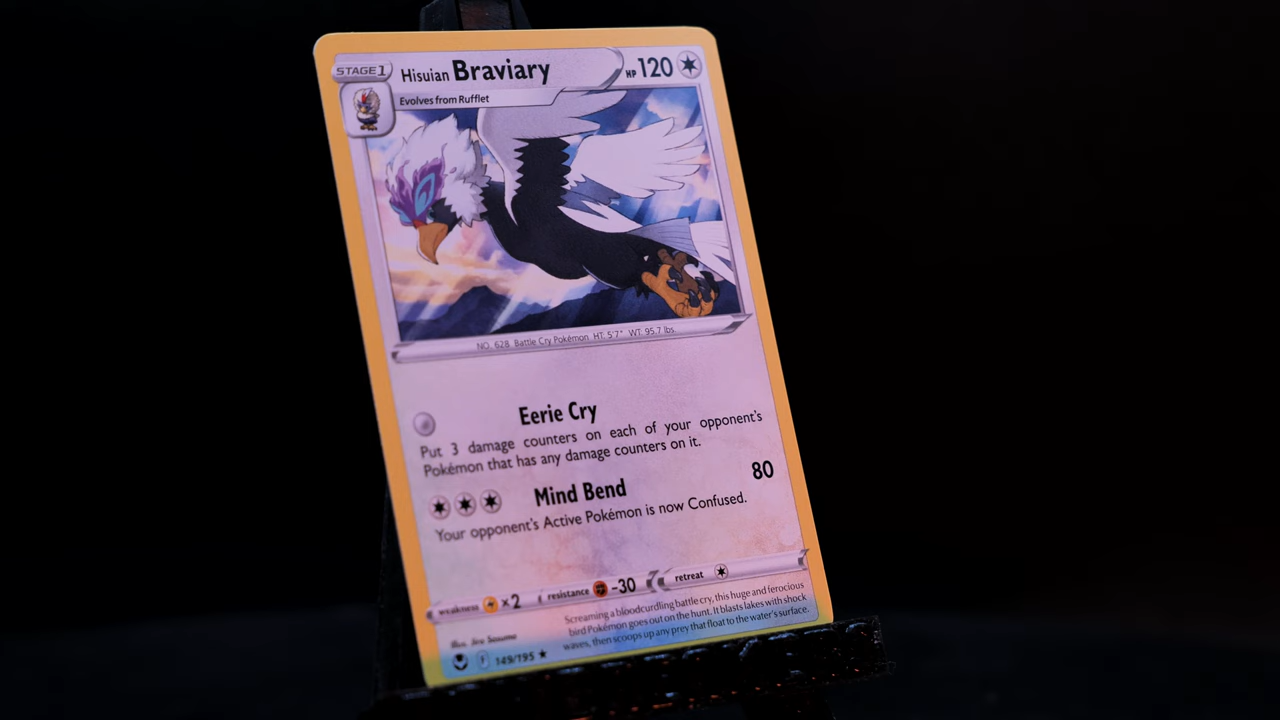 STAGE1
Hisuian Braviary
HP 120
Evolves from Rufflet
NO. 628 Battle Cry Pokémon HT: 5'7" WT: 95.7 lbs.
Eerie Cry
Put 3 damage counters on each of your opponent's
Pokémon that has any damage counters on it.
Mind Bend 80
Your opponent's Active Pokémon is now Confused.
weakness ×2 resistance -30 retreat
Screaming a bloodcurdling battle cry, this huge and ferocious
bird Pokémon goes out on the hunt. It blasts lakes with shock
waves, then scoops up any prey that float to the water's surface.
Illus. Jiro Sasumo
F 149/195 ★